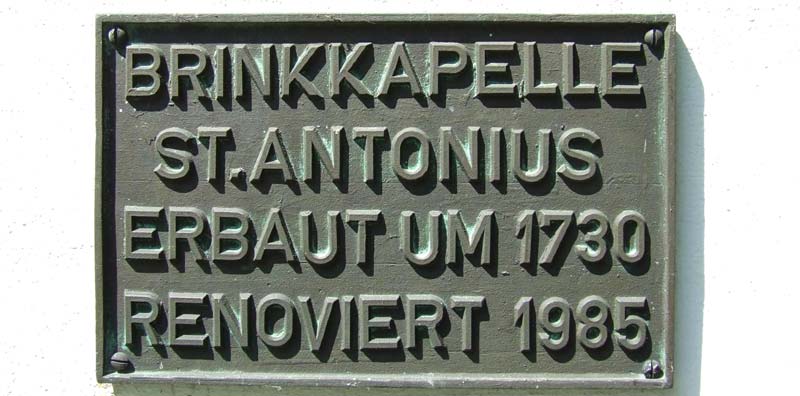 BRINKKAPELLE
ST. ANTONIUS
ERBAUT UM 1730
RENOVIERT 1985